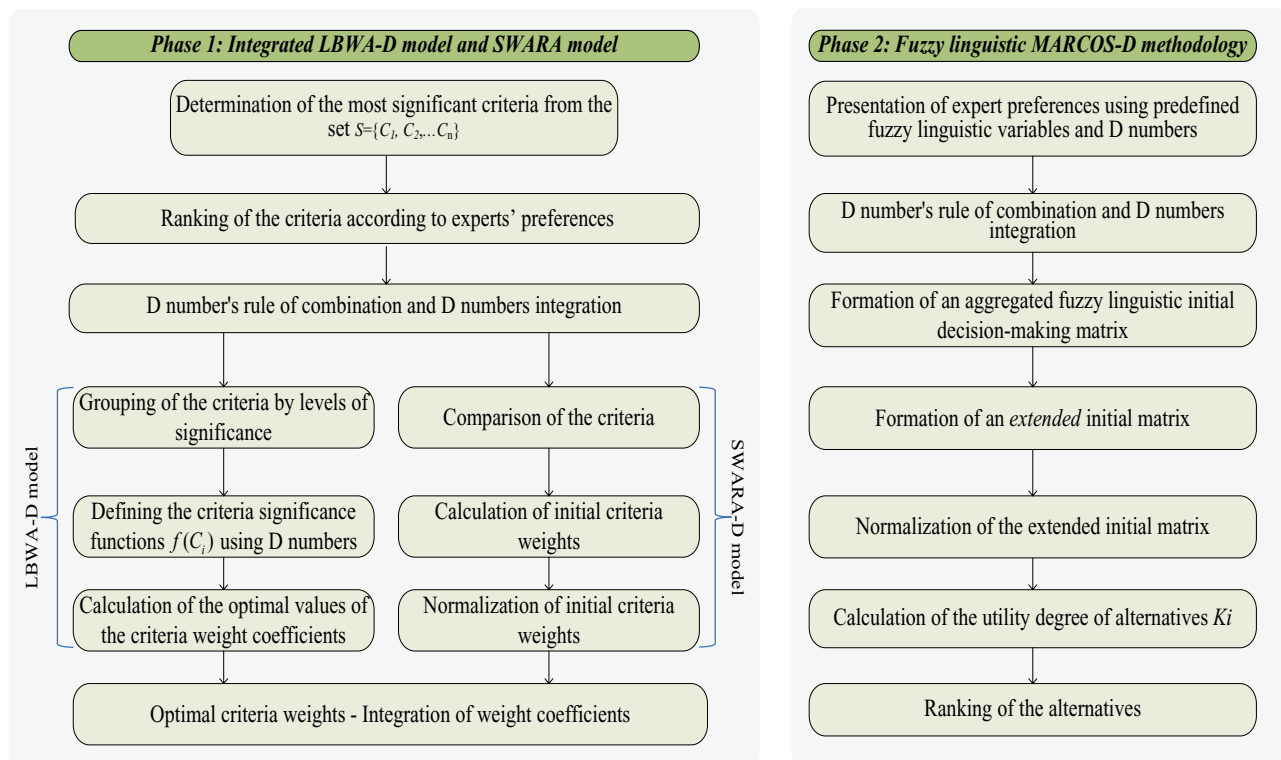 Phase 1: Integrated LBWA-D model and SWARA model
Determination of the most significant criteria from the
set S={C1, C2,...Cn}
Ranking of the criteria according to experts’ preferences
D number's rule of combination and D numbers integration
LBWA-D model
Grouping of the criteria by levels of
significance
Defining the criteria significance
functions f(Ci) using D numbers
Calculation of the optimal values of
the criteria weight coefficients
Comparison of the criteria
Calculation of initial criteria
weights
Normalization of initial criteria
weights
SWARA-D model
Optimal criteria weights - Integration of weight coefficients
Phase 2: Fuzzy linguistic MARCOS-D methodology
Presentation of expert preferences using predefined
fuzzy linguistic variables and D numbers
D number's rule of combination and D numbers
integration
Formation of an aggregated fuzzy linguistic initial
decision-making matrix
Formation of an extended initial matrix
Normalization of the extended initial matrix
Calculation of the utility degree of alternatives Ki
Ranking of the alternatives